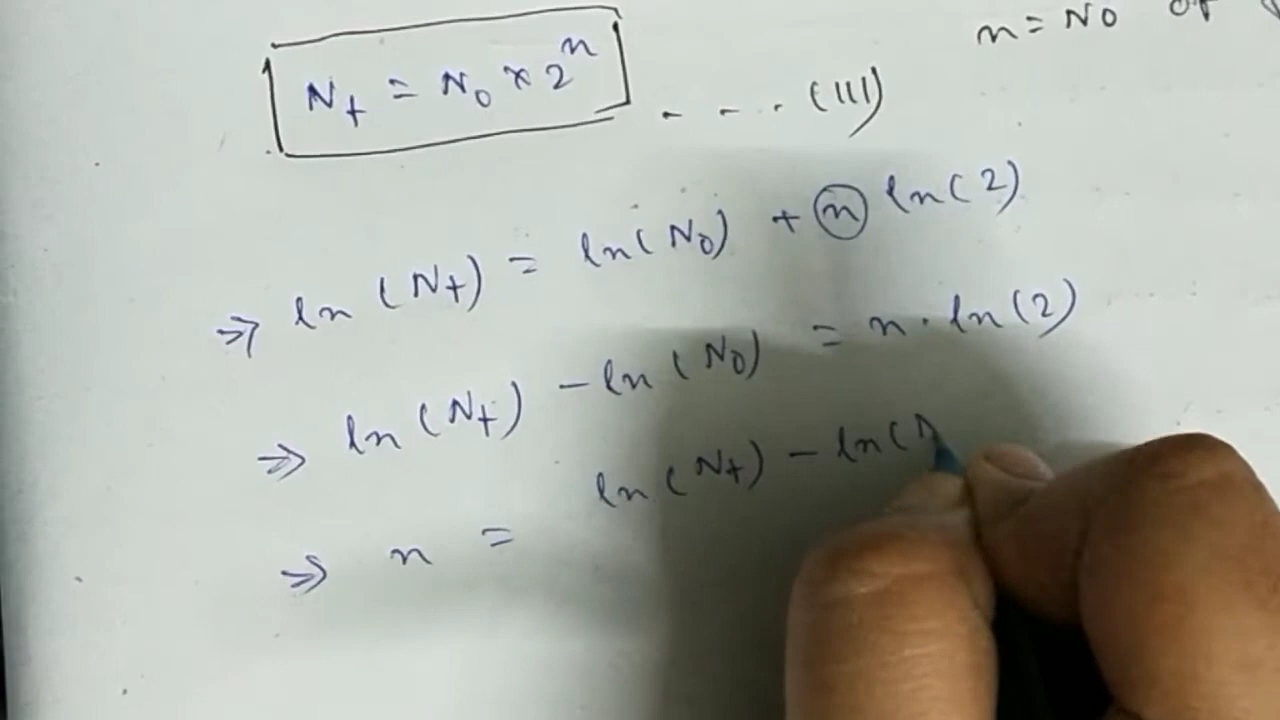 n = No of
Nₜ = N₀ × 2ⁿ .... (III)
⇒ ln (Nₜ) = ln(N₀) + n ln(2)
⇒ ln (Nₜ) - ln (N₀) = n · ln (2)
⇒ n = ln (Nₜ) - ln (N